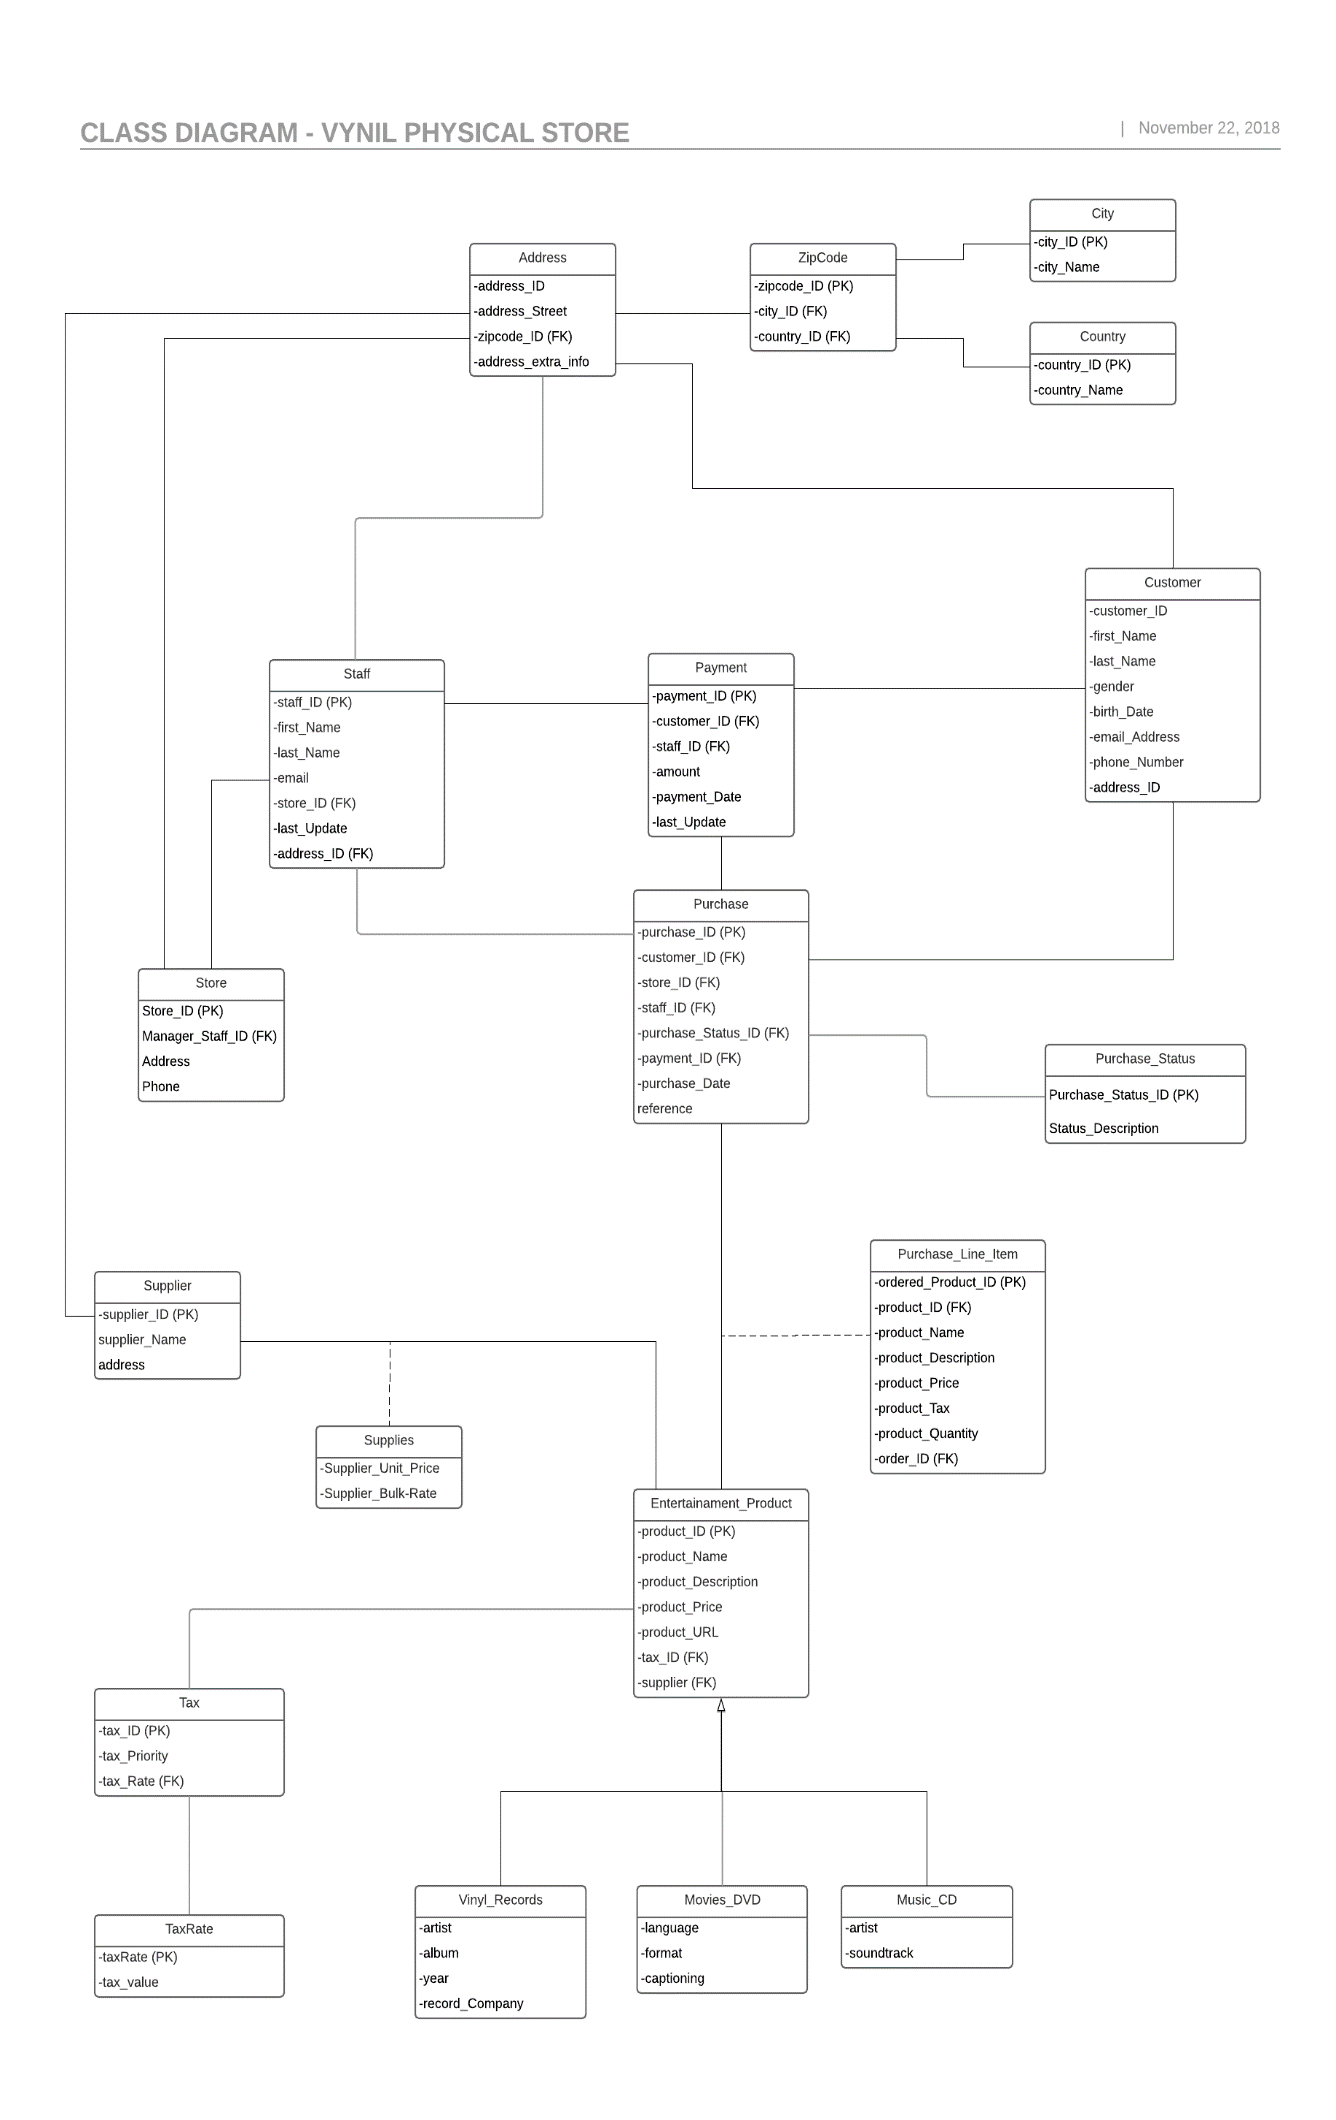 CLASS DIAGRAM - VYNIL PHYSICAL STORE
| November 22, 2018
City
-city_ID (PK)
-city_Name
Address
-address_ID
-address_Street
-zipcode_ID (FK)
-address_extra_info
ZipCode
-zipcode_ID (PK)
-city_ID (FK)
-country_ID (FK)
Country
-country_ID (PK)
-country_Name
Customer
-customer_ID
-first_Name
-last_Name
-gender
-birth_Date
-email_Address
-phone_Number
-address_ID
Staff
-staff_ID (PK)
-first_Name
-last_Name
-email
-store_ID (FK)
-last_Update
-address_ID (FK)
Payment
-payment_ID (PK)
-customer_ID (FK)
-staff_ID (FK)
-amount
-payment_Date
-last_Update
Purchase
-purchase_ID (PK)
-customer_ID (FK)
-store_ID (FK)
-staff_ID (FK)
-purchase_Status_ID (FK)
-payment_ID (FK)
-purchase_Date
reference
Store
Store_ID (PK)
Manager_Staff_ID (FK)
Address
Phone
Purchase_Status
Purchase_Status_ID (PK)
Status_Description
Purchase_Line_Item
-ordered_Product_ID (PK)
-product_ID (FK)
-product_Name
-product_Description
-product_Price
-product_Tax
-product_Quantity
-order_ID (FK)
Supplier
-supplier_ID (PK)
supplier_Name
address
Supplies
-Supplier_Unit_Price
-Supplier_Bulk-Rate
Entertainament_Product
-product_ID (PK)
-product_Name
-product_Description
-product_Price
-product_URL
-tax_ID (FK)
-supplier (FK)
Tax
-tax_ID (PK)
-tax_Priority
-tax_Rate (FK)
TaxRate
-taxRate (PK)
-tax_value
Vinyl_Records
-artist
-album
-year
-record_Company
Movies_DVD
-language
-format
-captioning
Music_CD
-artist
-soundtrack